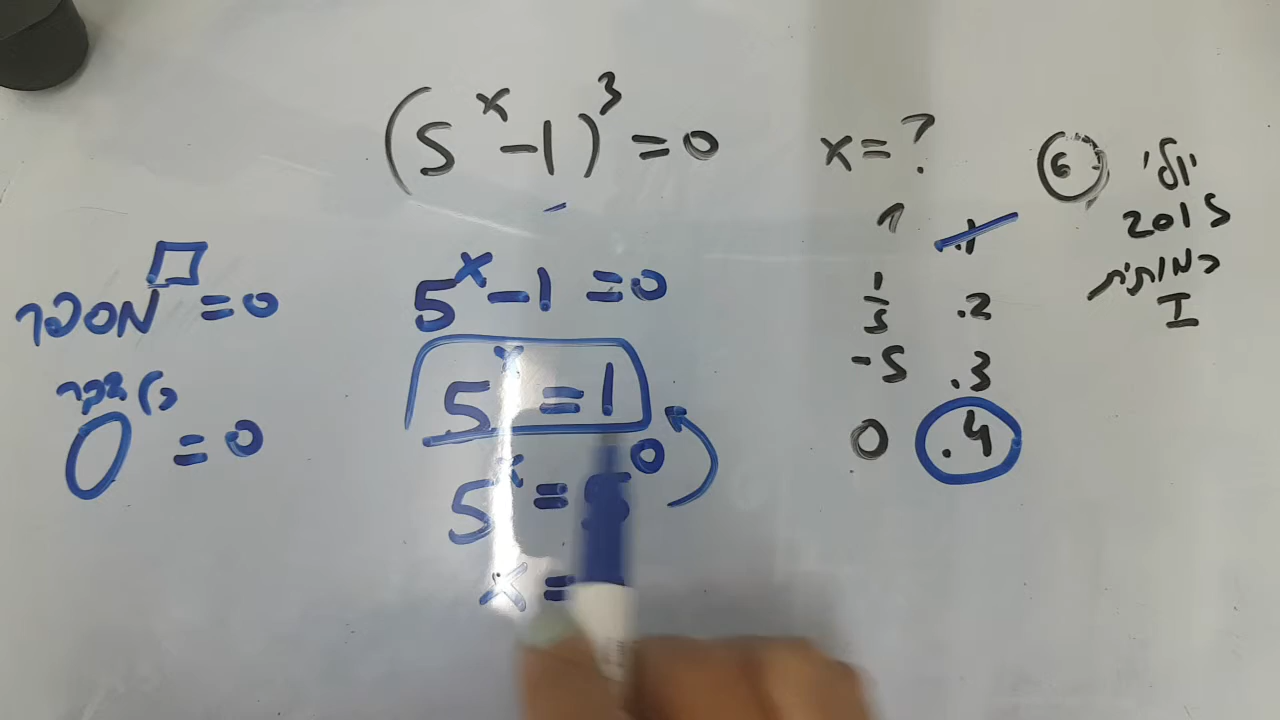 (5^x-1)^3=0 x=?
6 יולי
2015
כמותית
I
1 .1
1/5 .2
-5 .3
0 .4
מספר^□=0
0=0
5^x-1=0
5^x=1
5^x=5^0
x=